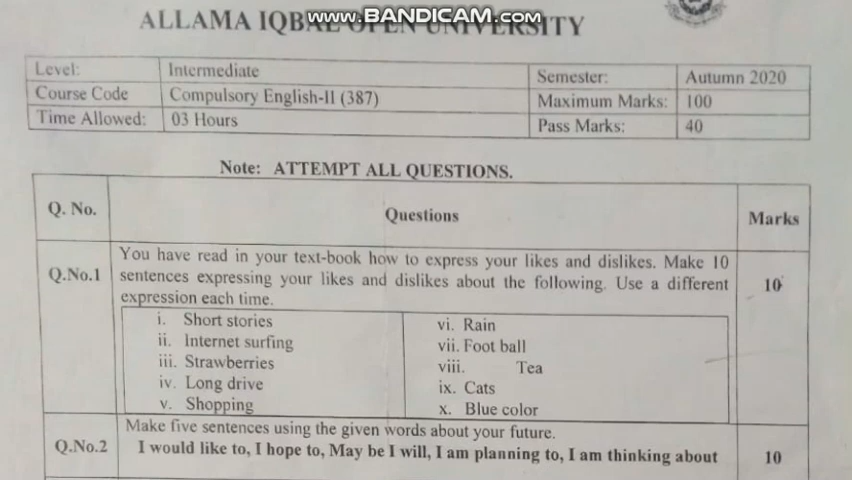 www.BANDICAM.com
ALLAMA IQBAL OPEN UNIVERSITY
Level: Intermediate Semester: Autumn 2020
Course Code Compulsory English-II (387) Maximum Marks: 100
Time Allowed: 03 Hours Pass Marks: 40
Note: ATTEMPT ALL QUESTIONS.
Q. No. Questions Marks
Q.No.1 You have read in your text-book how to express your likes and dislikes. Make 10 10
sentences expressing your likes and dislikes about the following. Use a different
expression each time.
i. Short stories vi. Rain
ii. Internet surfing vii. Foot ball
iii. Strawberries viii. Tea
iv. Long drive ix. Cats
v. Shopping x. Blue color
Q.No.2 Make five sentences using the given words about your future. 10
I would like to, I hope to, May be I will, I am planning to, I am thinking about